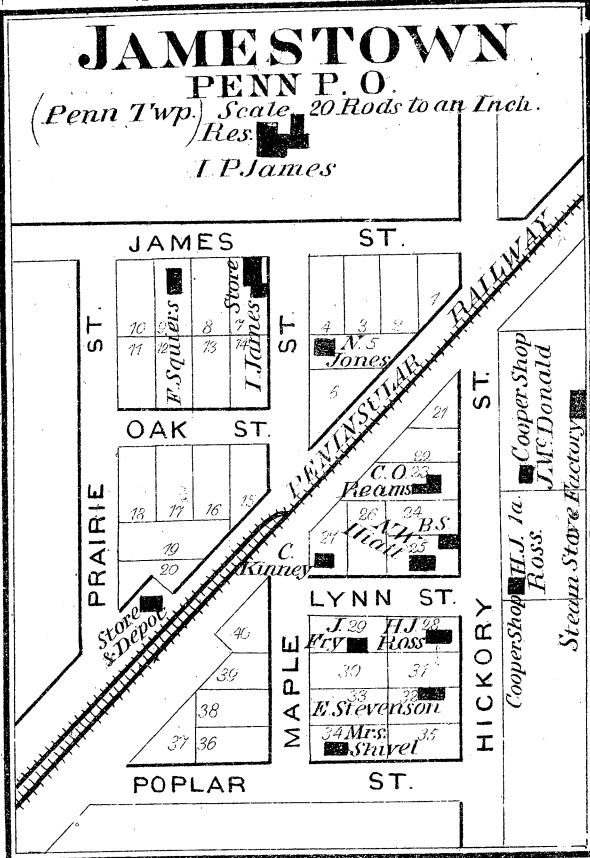 JAMESTOWN
PENN P. O.
(Penn Twp.) Scale 20 Rods to an Inch.
Res.
I. P. James
JAMES ST.
ST.
ST.
ST.
10 9 8 7
11 12 13 14
F. Squiers
Store
I. James
4 3 2 1
N. 5
Jones
6
PENINSULAR RAILWAY
OAK ST.
21
22
C. O. 23
Reams
26 24
N. W. B.S.
Hiatt 25
27
C.
Kinney
18 17 16 15
19
20
PRAIRIE
Store
& Depot
LYNN ST.
J. 29 H.J. 28
Fry Ross
30 31
33 32
E. Stevenson
34 Mrs. 35
Shivel
40
39
38
37 36
MAPLE
HICKORY
POPLAR ST.
Cooper Shop
J. McDonald
Cooper Shop H. J. 1a.
Ross.
Steam Stave Factory